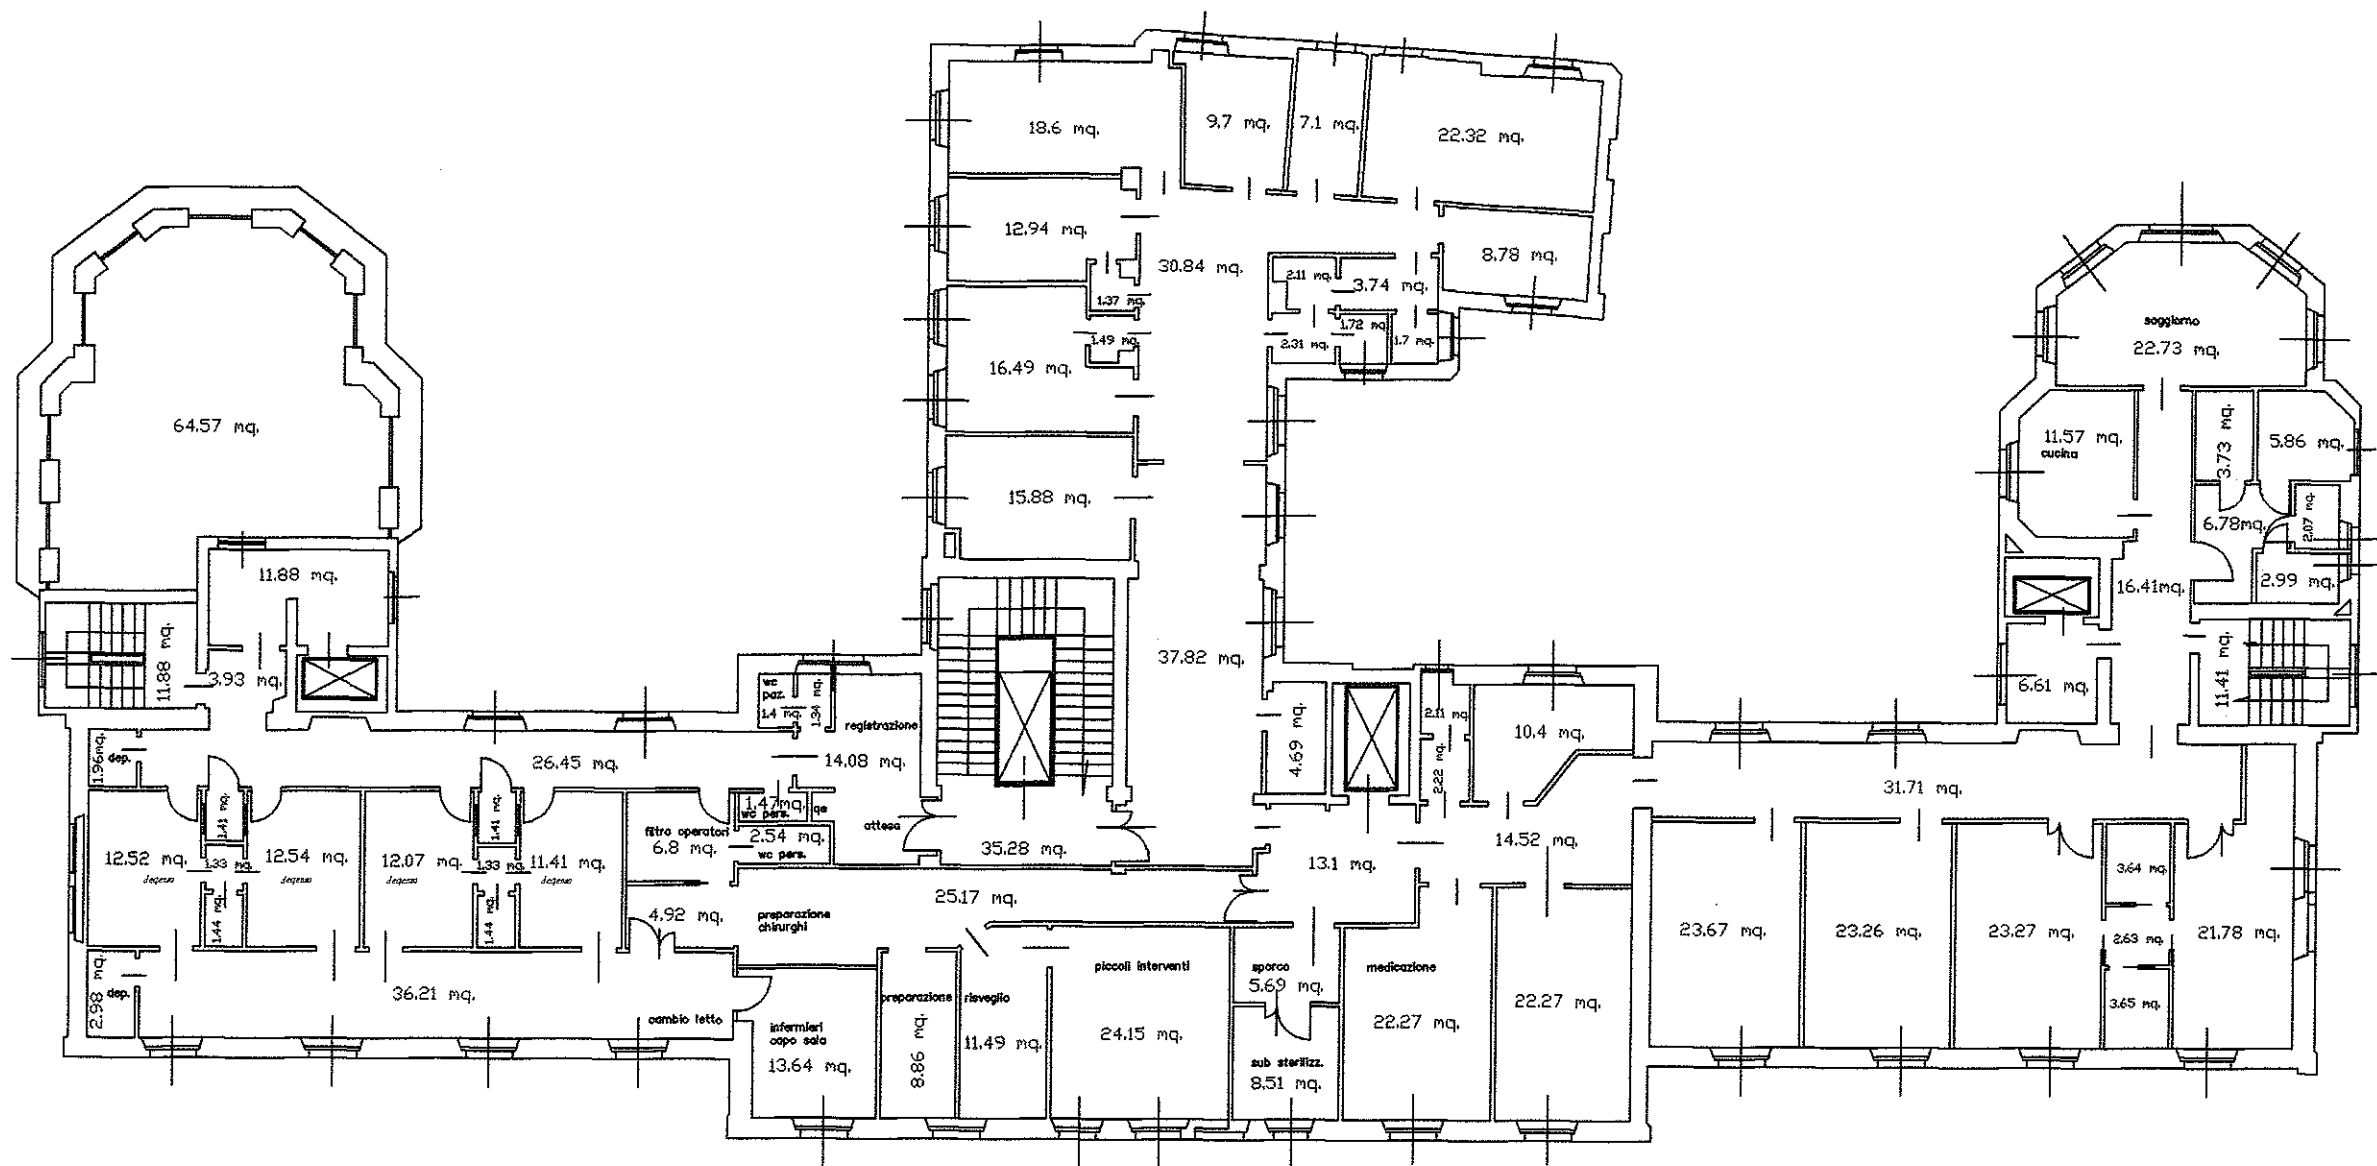 18.6 mq.
9.7 mq.
7.1 mq.
22.32 mq.
12.94 mq.
30.84 mq.
8.78 mq.
2.11 mq.
3.74 mq.
1.37 mq.
1.49 mq.
2.31 mq.
1.72 mq.
1.7 mq.
16.49 mq.
15.88 mq.
37.82 mq.
64.57 mq.
11.88 mq.
11.88 mq.
3.93 mq.
soggiorno
22.73 mq.
11.57 mq.
cucina
3.73 mq.
5.86 mq.
6.78mq.
2.07 mq.
2.99 mq.
16.41mq.
6.61 mq.
11.41 mq.
1.96mq.
dep.
26.45 mq.
wc
paz.
1.4 mq.
1.34 mq.
registrazione
14.08 mq.
4.69 mq.
2.11 mq.
2.22 mq.
10.4 mq.
31.71 mq.
1.41 mq.
1.41 mq.
1.47mq.
wc pers.
qe
2.54 mq.
wc pers.
filtro operatori
6.8 mq.
attesa
35.28 mq.
13.1 mq.
14.52 mq.
12.52 mq.
degenza
1.33 mq.
12.54 mq.
degenza
12.07 mq.
degenza
1.33 mq.
11.41 mq.
degenza
1.44 mq.
1.44 mq.
4.92 mq.
preparazione
chirurghi
25.17 mq.
3.64 mq.
23.67 mq.
23.26 mq.
23.27 mq.
2.63 mq.
21.78 mq.
3.65 mq.
2.98 mq.
dep.
36.21 mq.
cambio letto
infermieri
capo sala
13.64 mq.
preparazione
8.86 mq.
risveglio
11.49 mq.
piccoli interventi
24.15 mq.
sporco
5.69 mq.
sub sterilizz.
8.51 mq.
medicazione
22.27 mq.
22.27 mq.